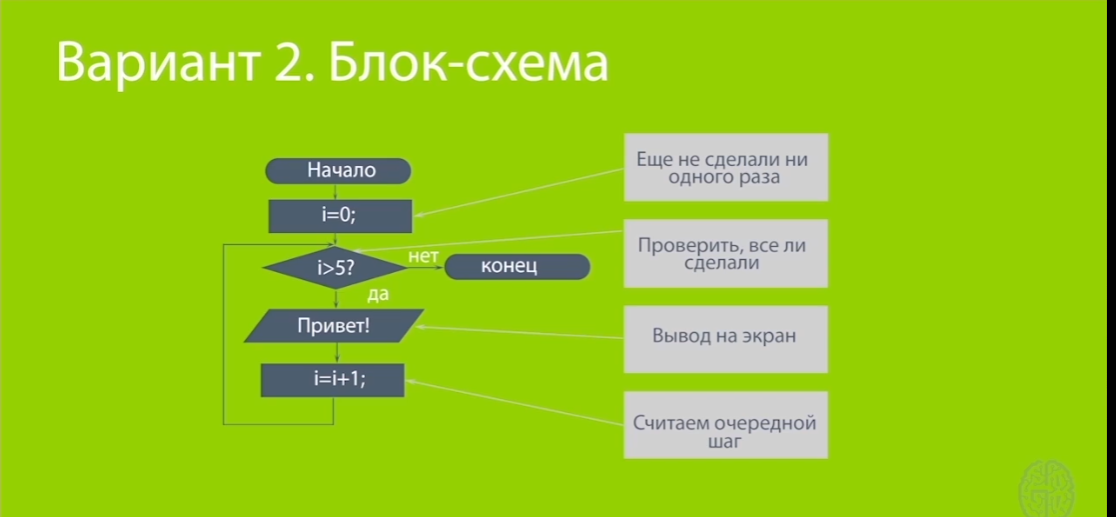 Вариант 2. Блок-схема
Начало
i=0;
i>5?
нет
конец
да
Привет!
i=i+1;
Еще не сделали ни
одного раза
Проверить, все ли
сделали
Вывод на экран
Считаем очередной
шаг